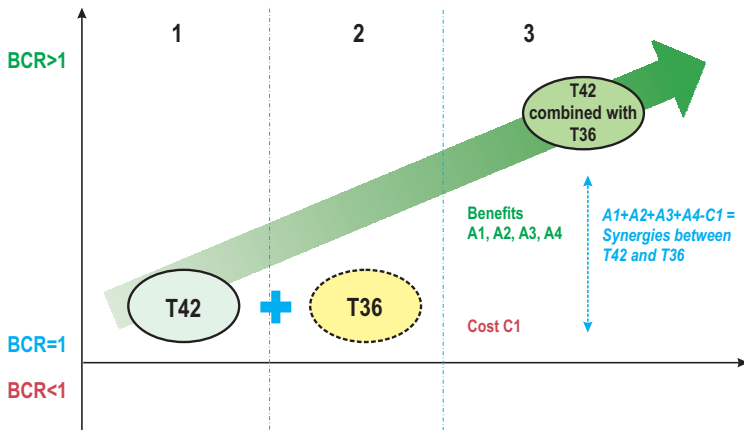 1
2
3
BCR>1
T42
combined with
T36
Benefits
A1, A2, A3, A4
A1+A2+A3+A4-C1 =
Synergies between
T42 and T36
T42
T36
Cost C1
BCR=1
BCR<1